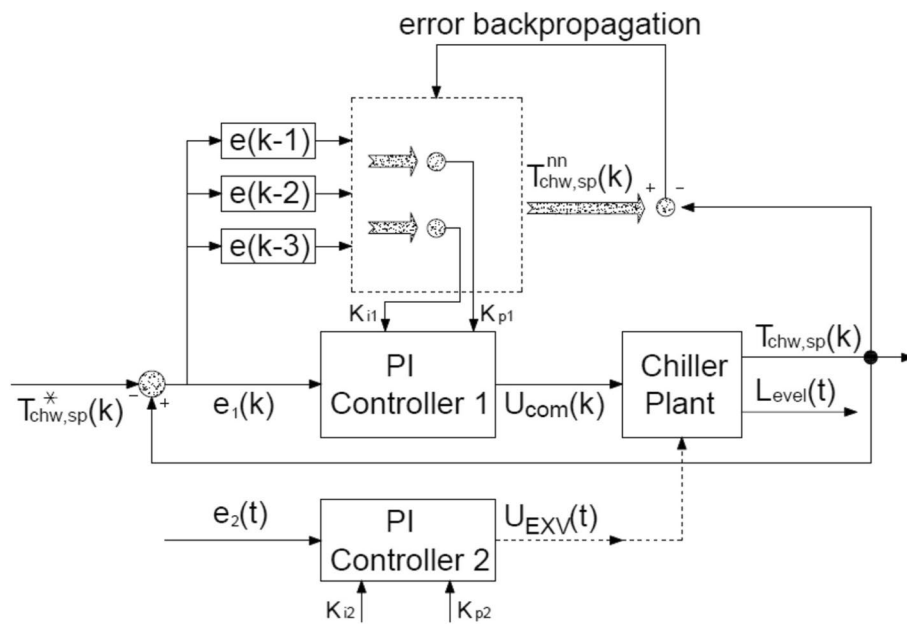 error backpropagation
e(k-1)
e(k-2)
e(k-3)
T^nn_chw,sp(k)
+
−
K_i1
K_p1
PI
Controller 1
Chiller
Plant
T_chw,sp(k)
L_evel(t)
T^*_chw,sp(k)
−
+
e_1(k)
U_com(k)
e_2(t)
PI
Controller 2
U_EXV(t)
K_i2
K_p2